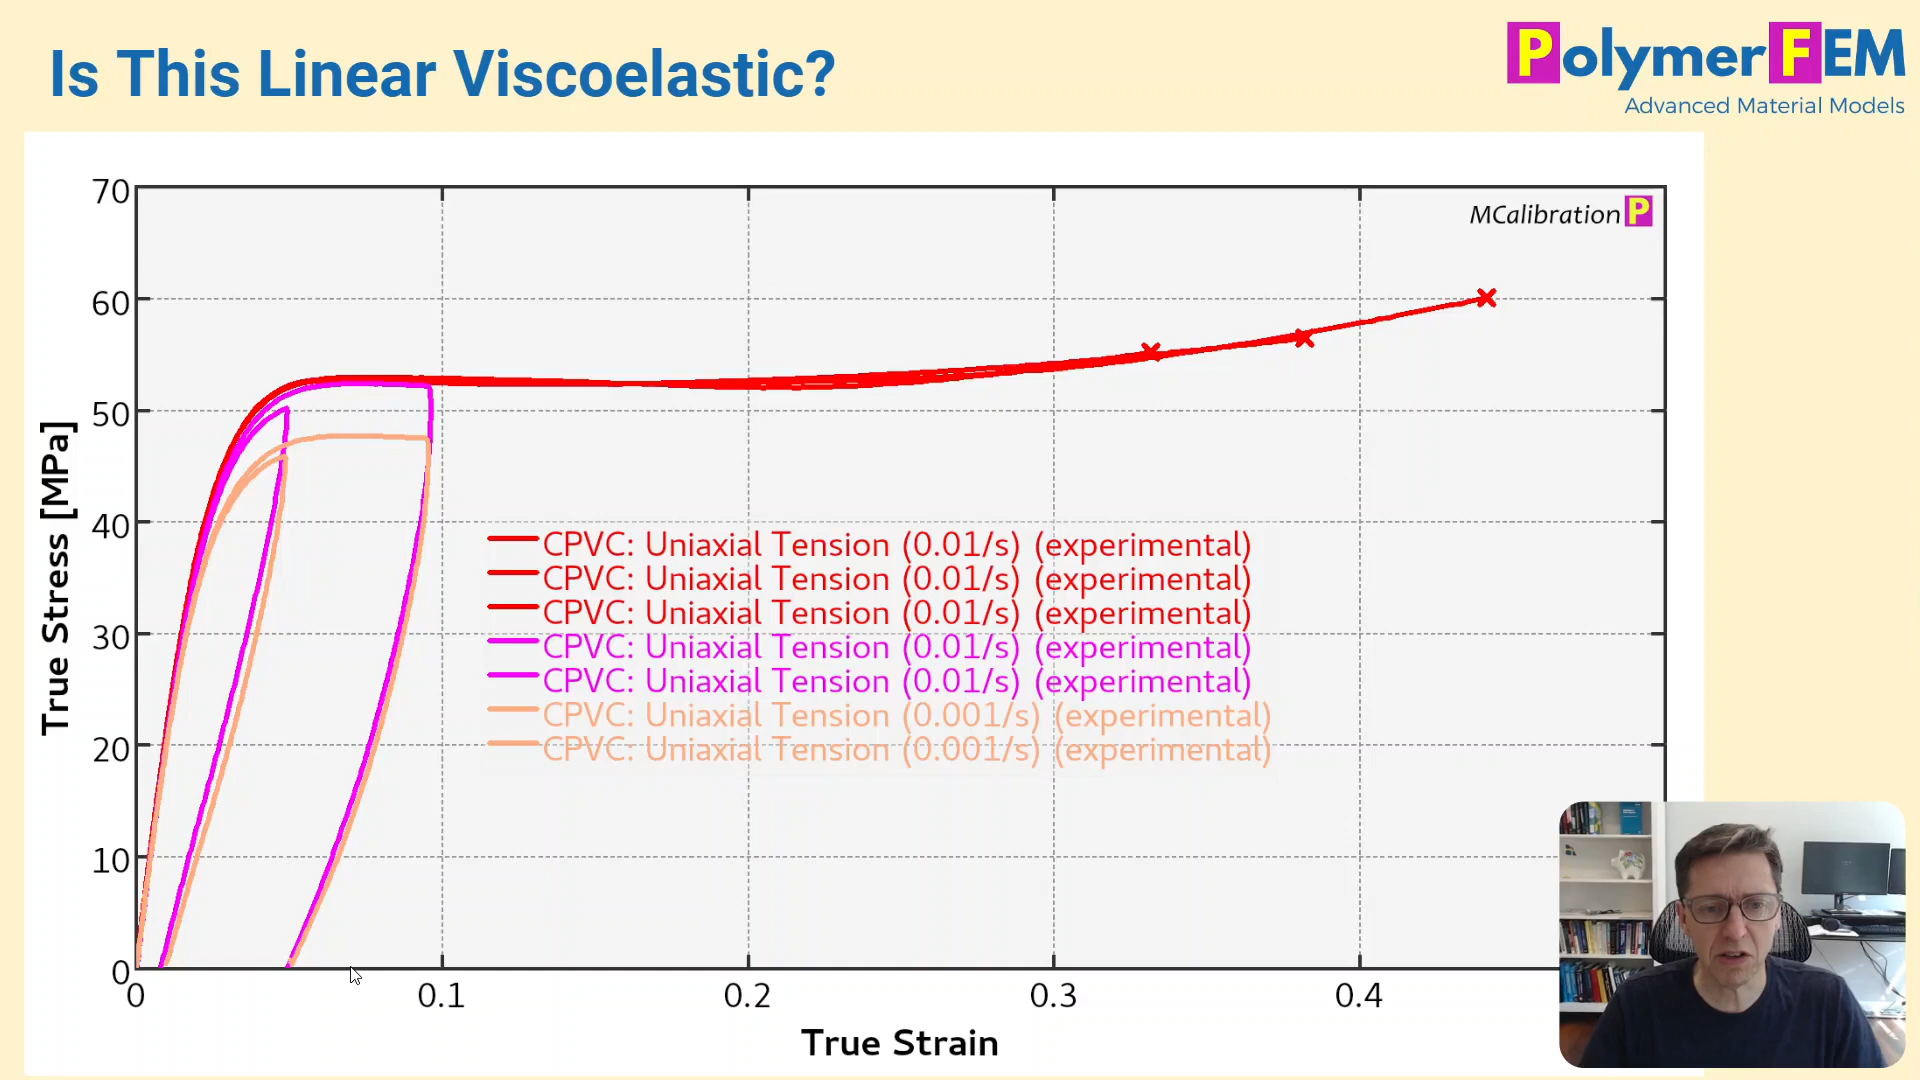 Is This Linear Viscoelastic?
PolymerFEM
Advanced Material Models
MCalibration P
True Stress [MPa]
70
60
50
40
30
20
10
0
CPVC: Uniaxial Tension (0.01/s) (experimental)
CPVC: Uniaxial Tension (0.01/s) (experimental)
CPVC: Uniaxial Tension (0.01/s) (experimental)
CPVC: Uniaxial Tension (0.01/s) (experimental)
CPVC: Uniaxial Tension (0.01/s) (experimental)
CPVC: Uniaxial Tension (0.001/s) (experimental)
CPVC: Uniaxial Tension (0.001/s) (experimental)
0 0.1 0.2 0.3 0.4
True Strain